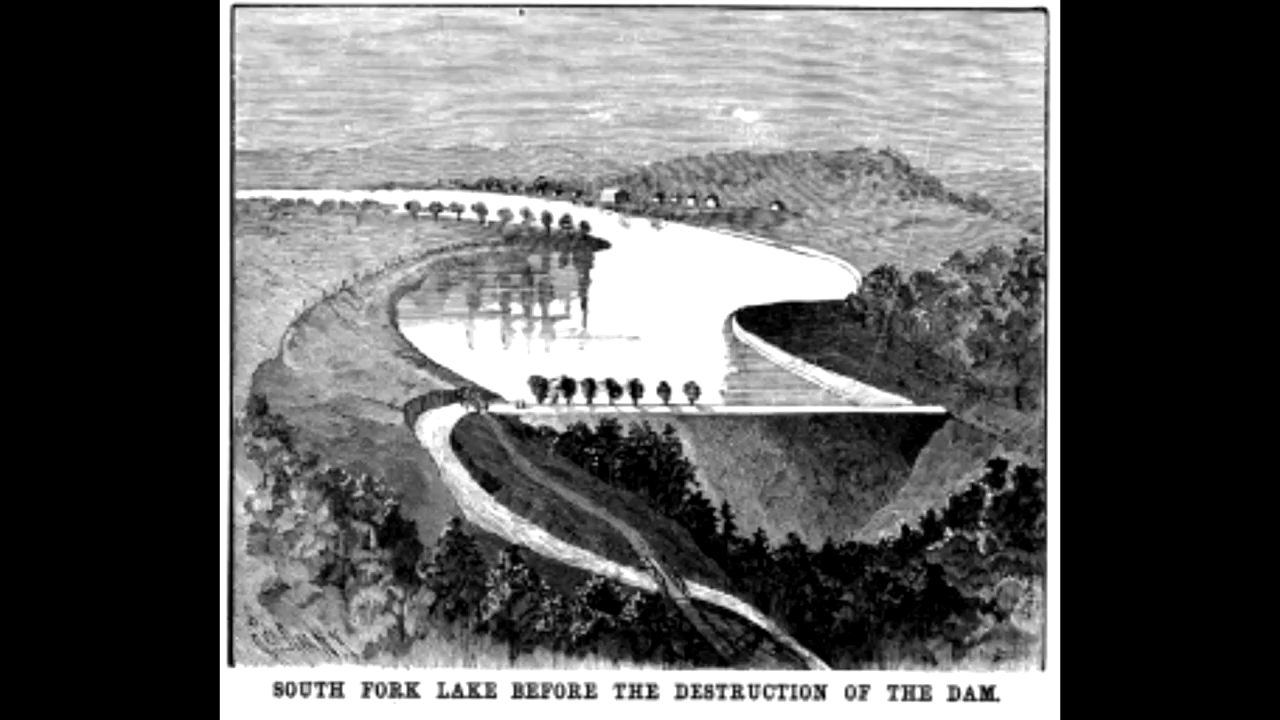 SOUTH FORK LAKE BEFORE THE DESTRUCTION OF THE DAM.